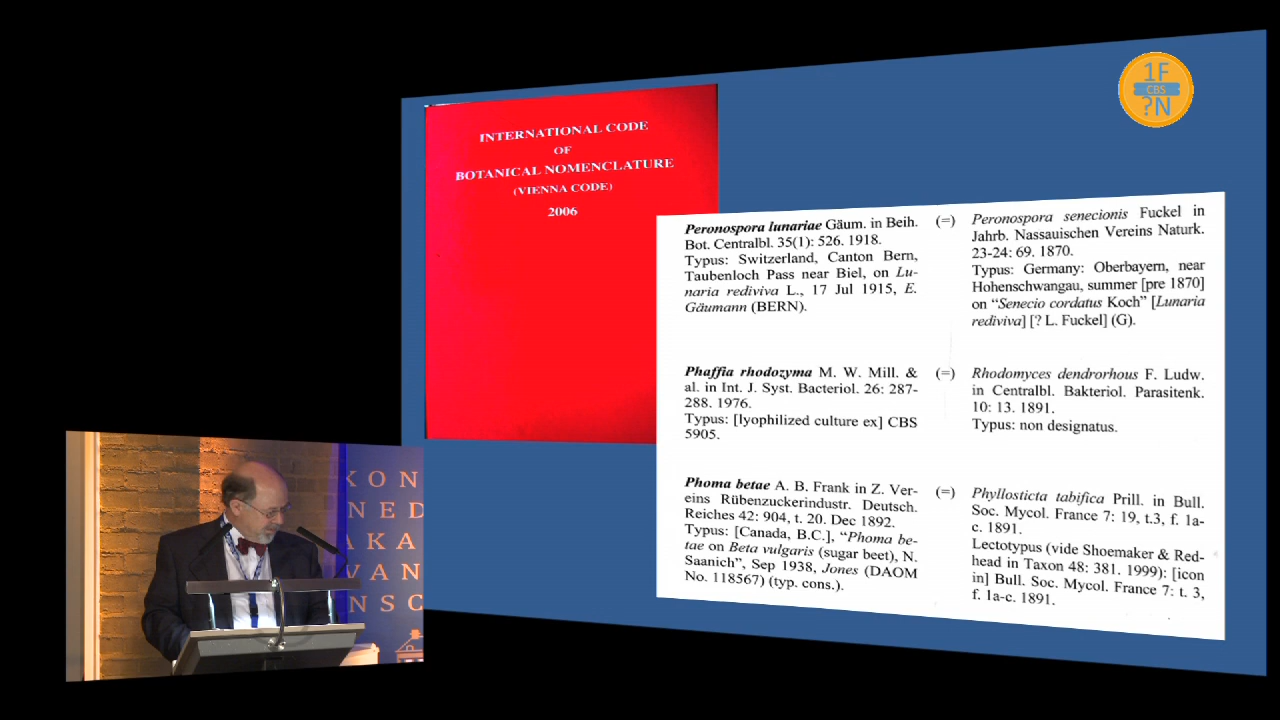 1F
CBS
?N
INTERNATIONAL CODE
OF
BOTANICAL NOMENCLATURE
(VIENNA CODE)
2006
Peronospora lunariae Gäum. in Beih.
Bot. Centralbl. 35(1): 526. 1918.
Typus: Switzerland, Canton Bern,
Taubenloch Pass near Biel, on Lu-
naria rediviva L., 17 Jul 1915, E.
Gäumann (BERN).
(=)
Peronospora senecionis Fuckel in
Jahrb. Nassauischen Vereins Naturk.
23-24: 69. 1870.
Typus: Germany: Oberbayern, near
Hohenschwangau, summer [pre 1870]
on “Senecio cordatus Koch” [Lunaria
rediviva] [? L. Fuckel] (G).
Phaffia rhodozyma M. W. Mill. &
al. in Int. J. Syst. Bacteriol. 26: 287-
288. 1976.
Typus: [lyophilized culture ex] CBS
5905.
(=)
Rhodomyces dendrorhous F. Ludw.
in Centralbl. Bakteriol. Parasitenk.
10: 13. 1891.
Typus: non designatus.
Phoma betae A. B. Frank in Z. Ver-
eins Rübenzuckerindustr. Deutsch.
Reiches 42: 904, t. 20. Dec 1892.
Typus: [Canada, B.C.], “Phoma be-
tae on Beta vulgaris (sugar beet), N.
Saanich”, Sep 1938, Jones (DAOM
No. 118567) (typ. cons.).
(=)
Phyllosticta tabifica Prill. in Bull.
Soc. Mycol. France 7: 19, t.3, f. 1a-
c. 1891.
Lectotypus (vide Shoemaker & Red-
head in Taxon 48: 381. 1999): [icon
in] Bull. Soc. Mycol. France 7: t. 3,
f. 1a-c. 1891.
KON
NED
AKA
VAN
NSC